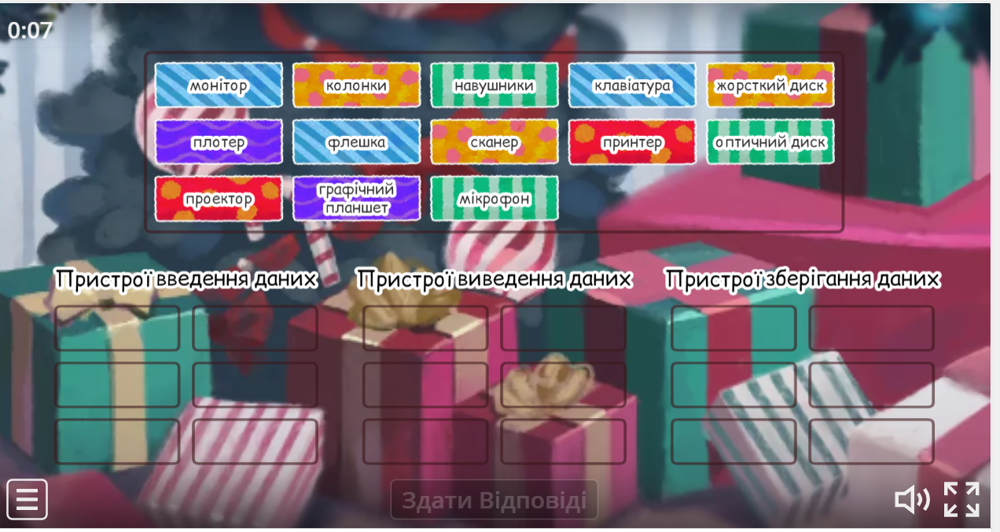 0:07
монітор
колонки
навушники
клавіатура
жорсткий диск
плотер
флешка
сканер
принтер
оптичний диск
проектор
графічний
планшет
мікрофон
Пристрої введення даних
Пристрої виведення даних
Пристрої зберігання даних
Здати Відповіді